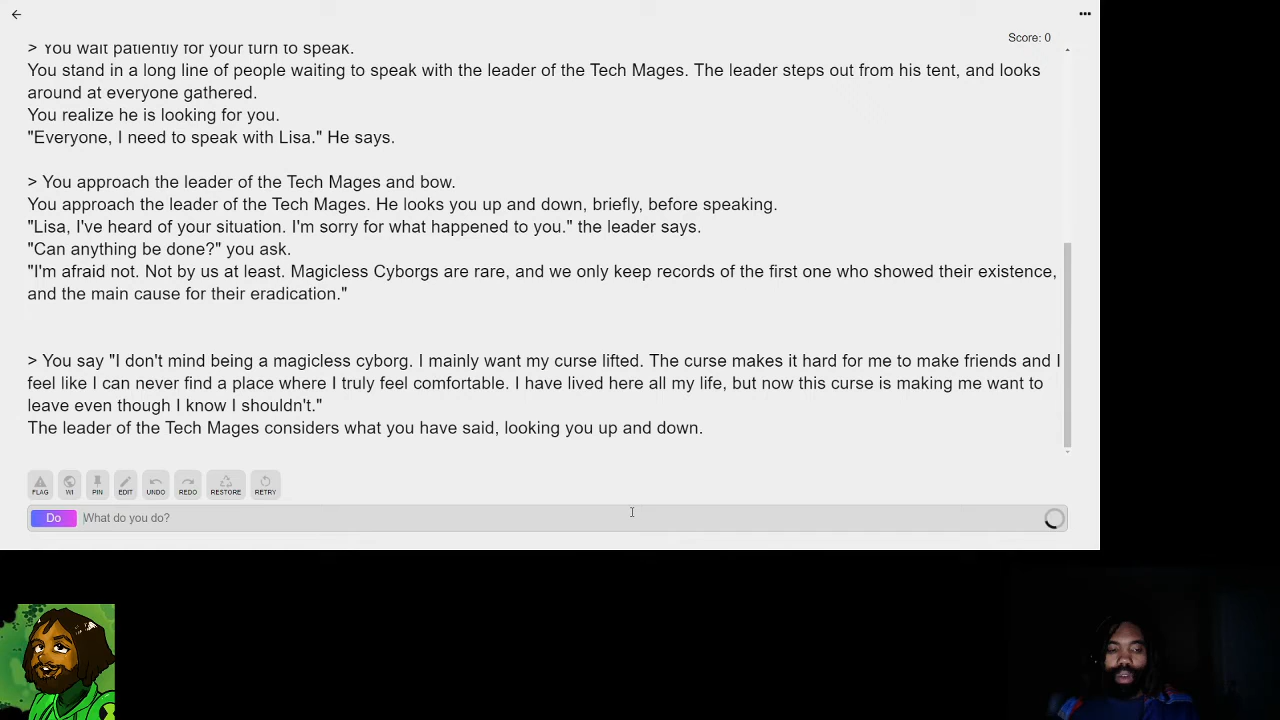 Score: 0
> You wait patiently for your turn to speak.
You stand in a long line of people waiting to speak with the leader of the Tech Mages. The leader steps out from his tent, and looks
around at everyone gathered.
You realize he is looking for you.
"Everyone, I need to speak with Lisa." He says.
> You approach the leader of the Tech Mages and bow.
You approach the leader of the Tech Mages. He looks you up and down, briefly, before speaking.
"Lisa, I've heard of your situation. I'm sorry for what happened to you." the leader says.
"Can anything be done?" you ask.
"I'm afraid not. Not by us at least. Magicless Cyborgs are rare, and we only keep records of the first one who showed their existence,
and the main cause for their eradication."
> You say "I don't mind being a magicless cyborg. I mainly want my curse lifted. The curse makes it hard for me to make friends and I
feel like I can never find a place where I truly feel comfortable. I have lived here all my life, but now this curse is making me want to
leave even though I know I shouldn't."
The leader of the Tech Mages considers what you have said, looking you up and down.
FLAG WI PIN EDIT UNDO REDO RESTORE RETRY
Do What do you do?